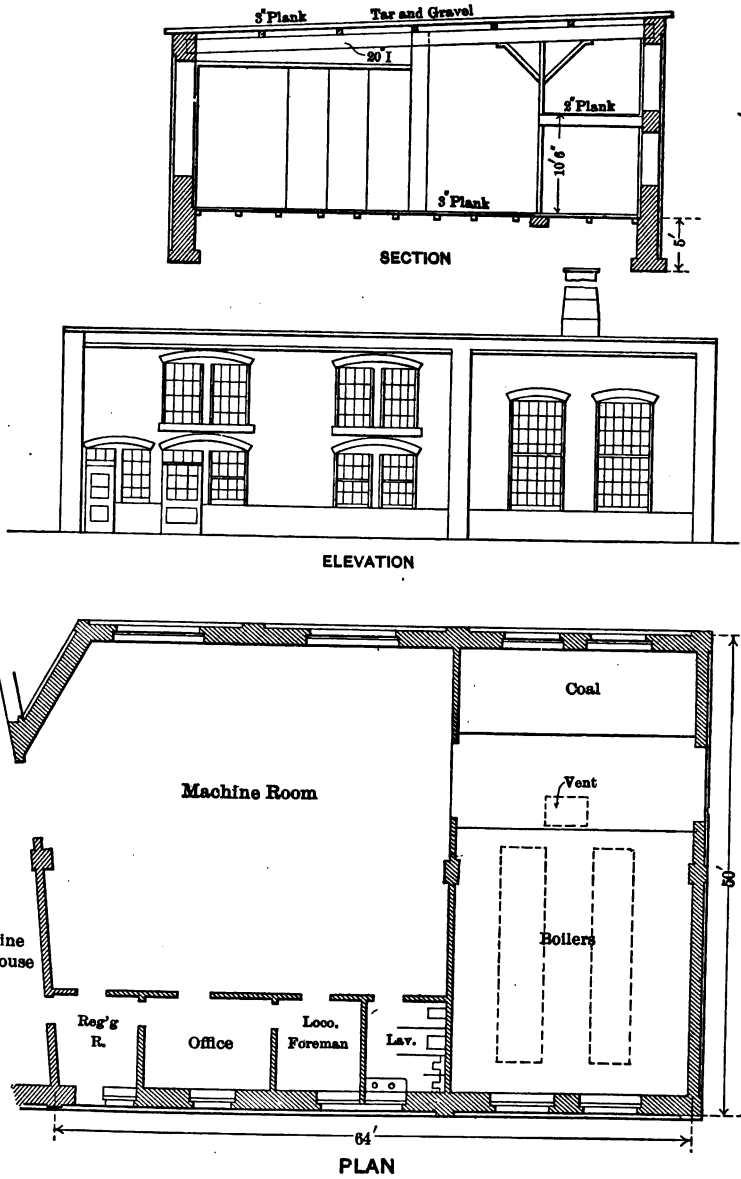 3" Plank Tar and Gravel
20" I
2" Plank
10' 6"
3" Plank
5'
SECTION
ELEVATION
Coal
Machine Room
Vent
50'
ine
ouse
Boilers
Reg'g
R.
Office
Loco.
Foreman
Lav.
64'
PLAN